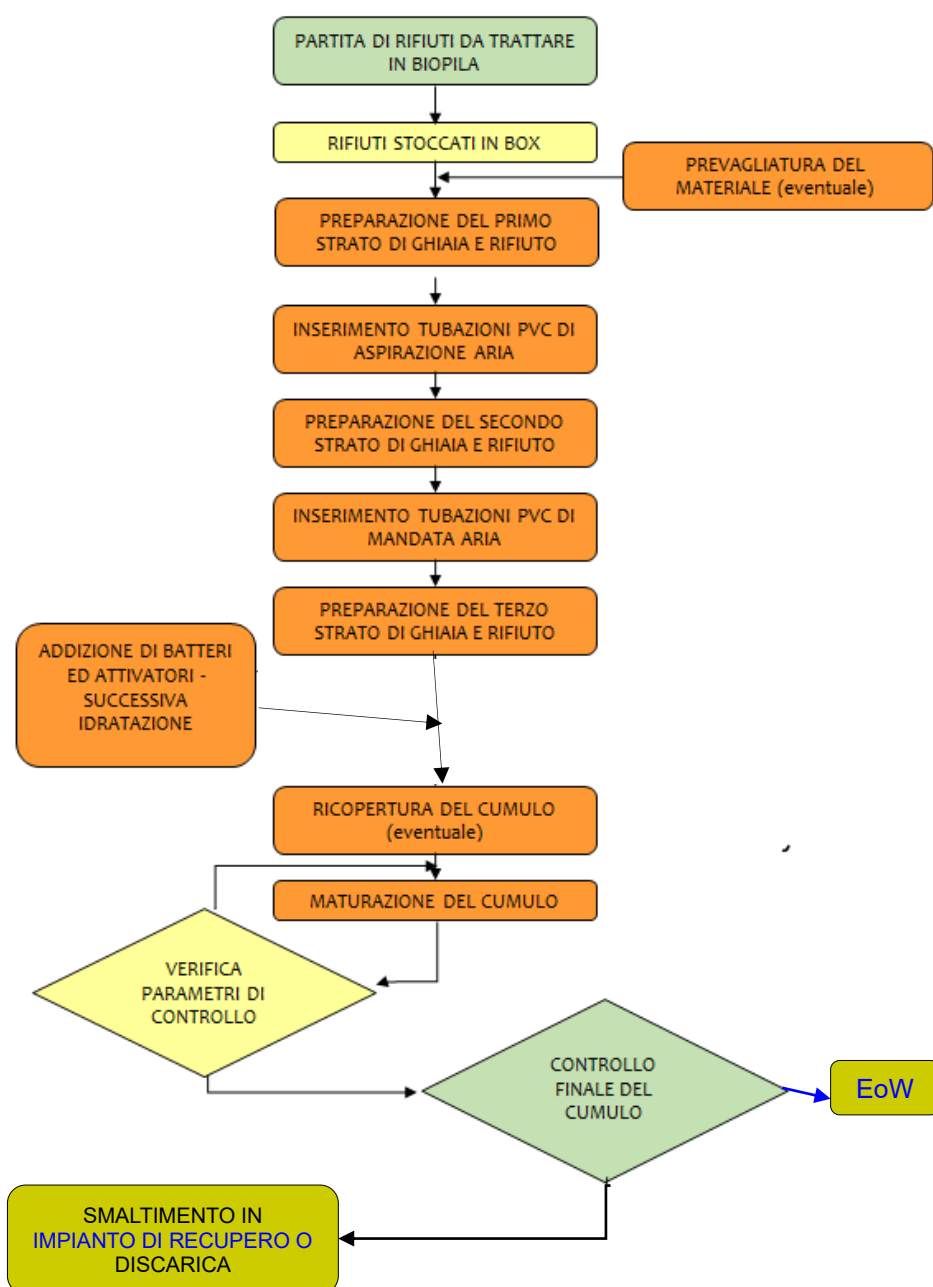 PARTITA DI RIFIUTI DA TRATTARE
IN BIOPILA
RIFIUTI STOCCATI IN BOX
PREVAGLIATURA DEL
MATERIALE (eventuale)
PREPARAZIONE DEL PRIMO
STRATO DI GHIAIA E RIFIUTO
INSERIMENTO TUBAZIONI PVC DI
ASPIRAZIONE ARIA
PREPARAZIONE DEL SECONDO
STRATO DI GHIAIA E RIFIUTO
INSERIMENTO TUBAZIONI PVC DI
MANDATA ARIA
PREPARAZIONE DEL TERZO
STRATO DI GHIAIA E RIFIUTO
ADDIZIONE DI BATTERI
ED ATTIVATORI -
SUCCESSIVA
IDRATAZIONE
RICOPERTURA DEL CUMULO
(eventuale)
MATURAZIONE DEL CUMULO
VERIFICA
PARAMETRI DI
CONTROLLO
CONTROLLO
FINALE DEL
CUMULO
EoW
SMALTIMENTO IN
IMPIANTO DI RECUPERO O
DISCARICA